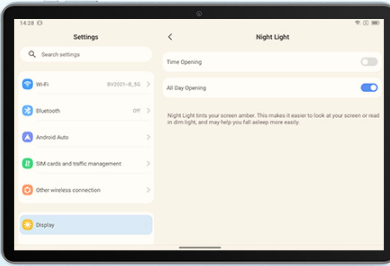 14:28
Settings
Night Light
Search settings
Time Opening
Wi-Fi
All Day Opening
Bluetooth Off
Night Light tints your screen amber. This makes it easier to look at your screen or read
in dim light, and may help you fall asleep more easily.
Android Auto
SIM cards and traffic management
Other wireless connection
Display